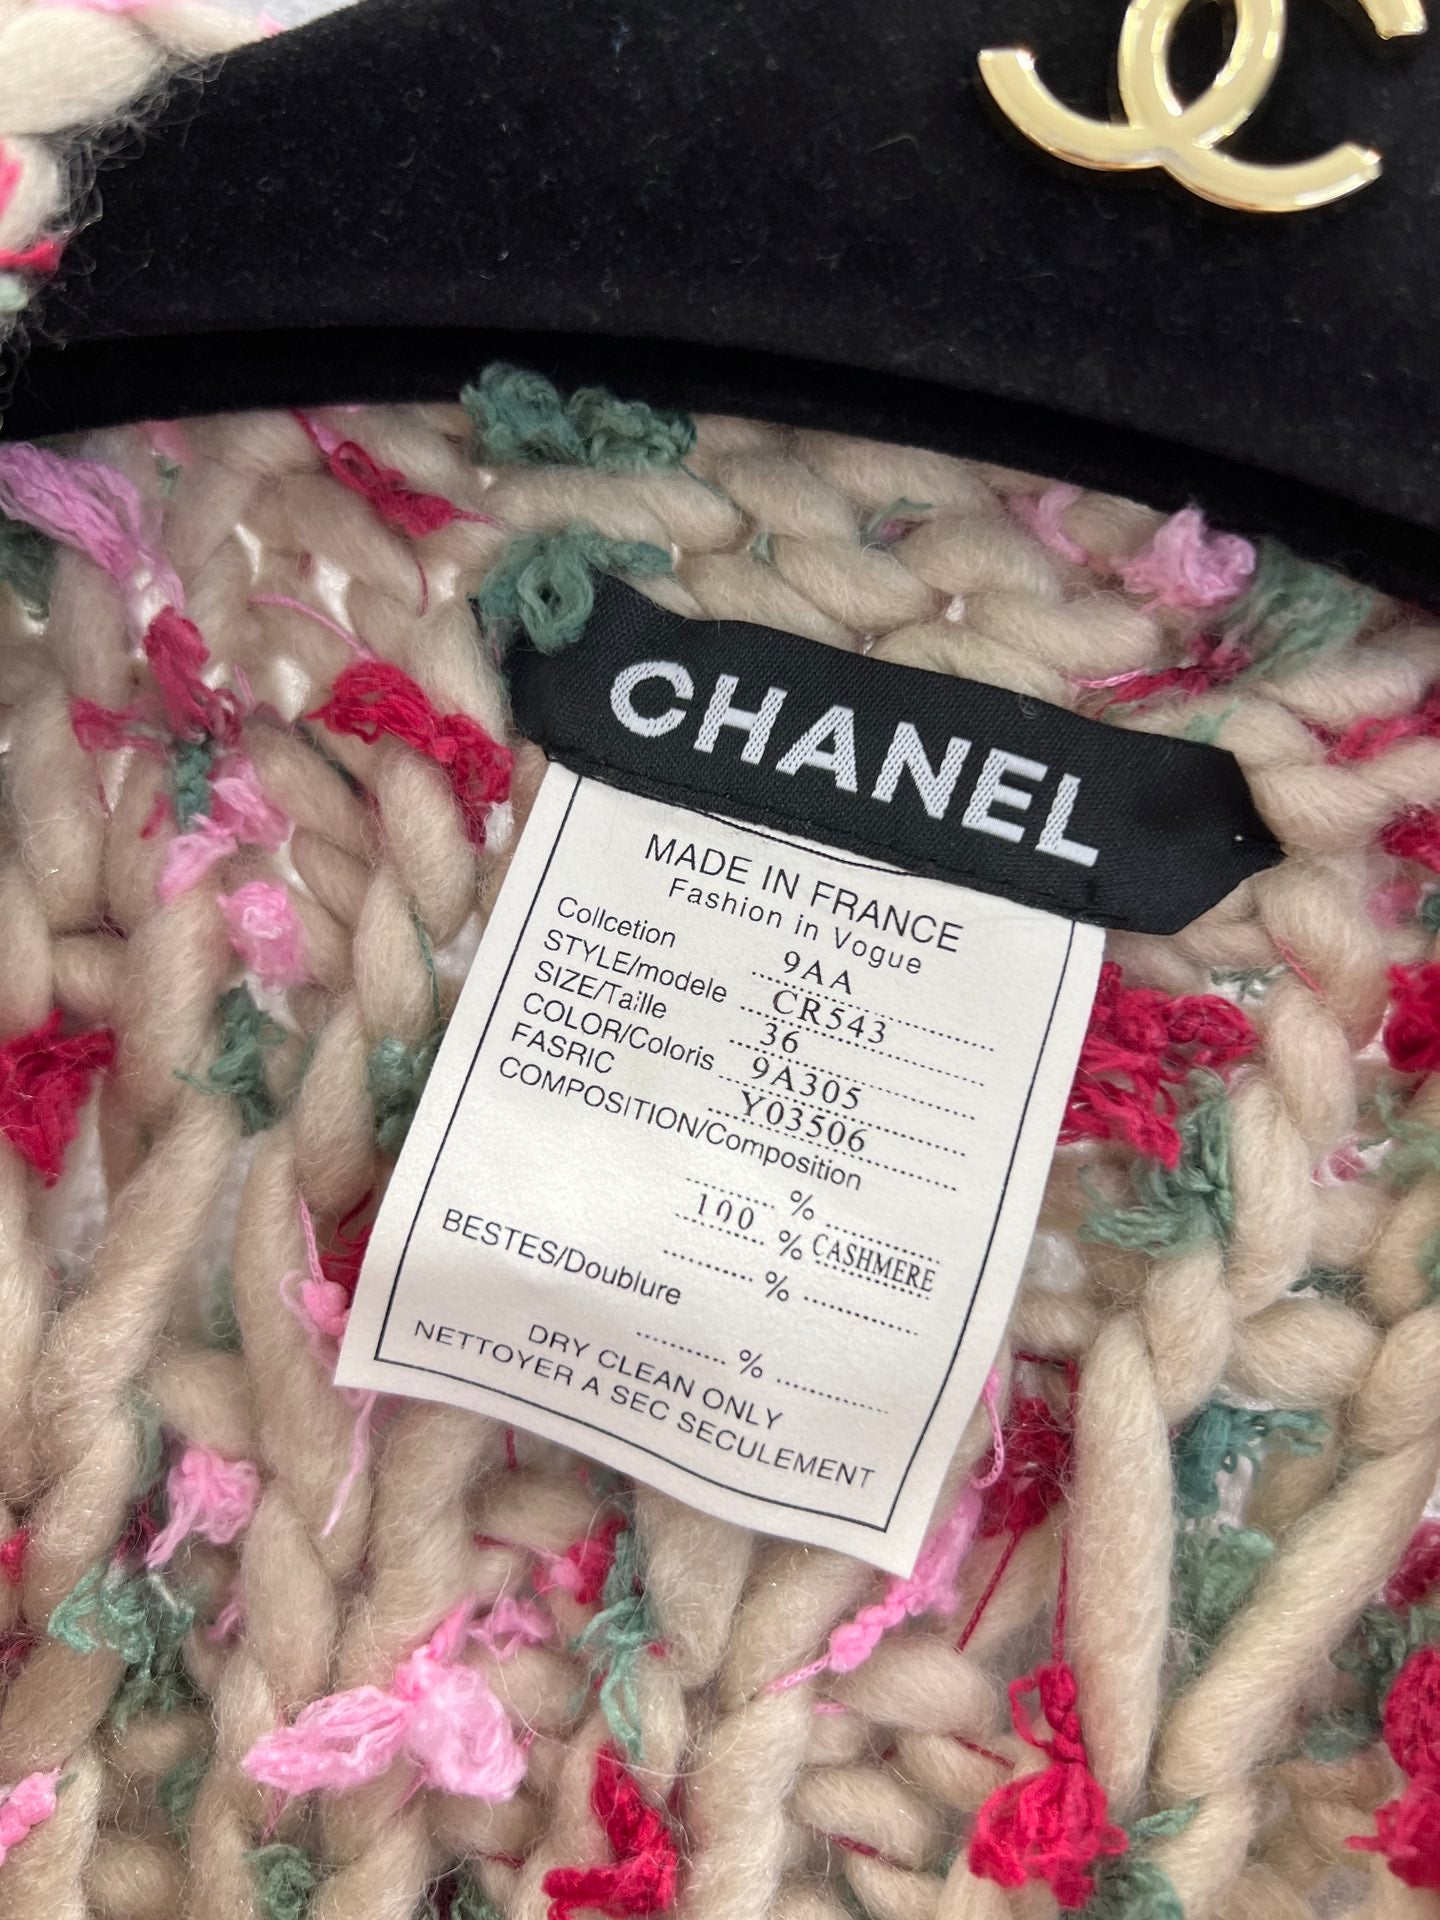 CHANEL
MADE IN FRANCE
Fashion in Vogue
Collcetion 9AA
STYLE/modele CR543
SIZE/Taille 36
COLOR/Coloris 9A305
FASRIC Y03506
COMPOSITION/Composition
%
100 % CASHMERE
%
BESTES/Doublure
%
DRY CLEAN ONLY
NETTOYER A SEC SECULEMENT